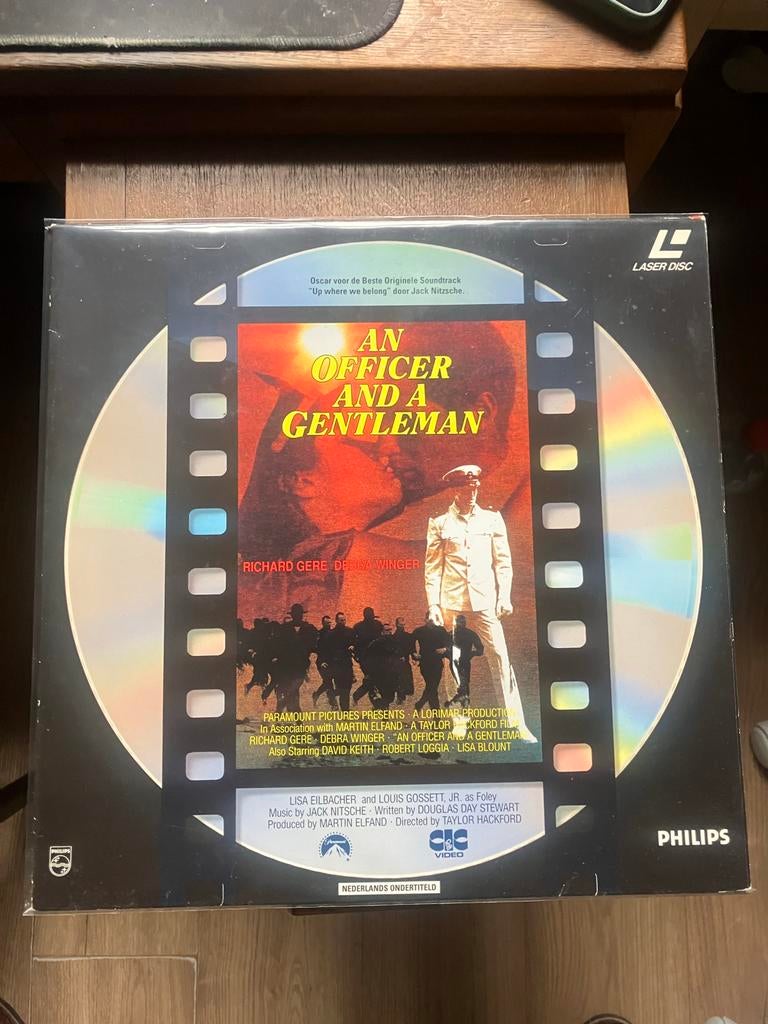 LASER DISC
Oscar voor de Beste Originele Soundtrack
"Up where we belong" door Jack Nitzsche.
AN
OFFICER
AND A
GENTLEMAN
RICHARD GERE DEBRA WINGER
PARAMOUNT PICTURES PRESENTS · A LORIMAR PRODUCTION
In Association with MARTIN ELFAND · A TAYLOR HACKFORD FILM
RICHARD GERE · DEBRA WINGER · "AN OFFICER AND A GENTLEMAN
Also Starring DAVID KEITH · ROBERT LOGGIA · LISA BLOUNT
LISA EILBACHER and LOUIS GOSSETT, JR. as Foley
Music by JACK NITSCHE · Written by DOUGLAS DAY STEWART
Produced by MARTIN ELFAND · Directed by TAYLOR HACKFORD
Paramount
CIC
VIDEO
PHILIPS
PHILIPS
NEDERLANDS ONDERTITELD